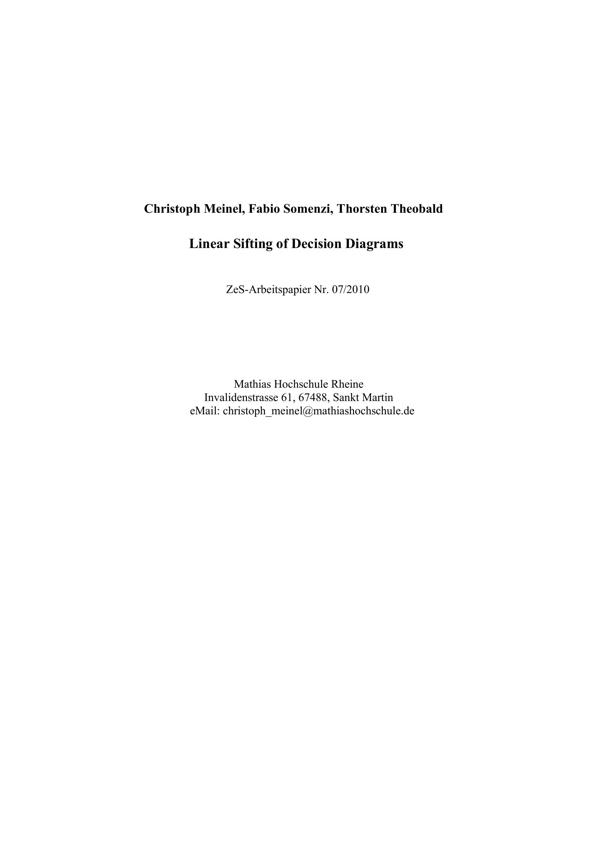 Christoph Meinel, Fabio Somenzi, Thorsten Theobald
Linear Sifting of Decision Diagrams
ZeS-Arbeitspapier Nr. 07/2010
Mathias Hochschule Rheine
Invalidenstrasse 61, 67488, Sankt Martin
eMail: christoph_meinel@mathiashochschule.de